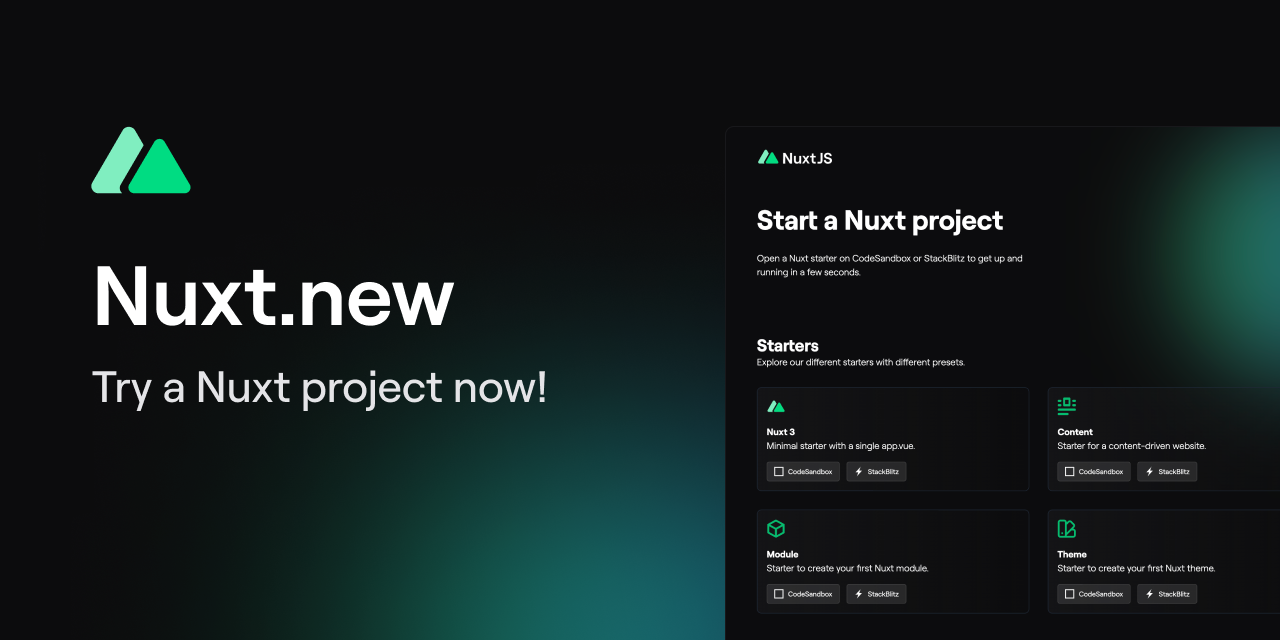 Nuxt.new
Try a Nuxt project now!
NuxtJS
Start a Nuxt project
Open a Nuxt starter on CodeSandbox or StackBlitz to get up and
running in a few seconds.
Starters
Explore our different starters with different presets.
Nuxt 3
Minimal starter with a single app.vue.
CodeSandbox StackBlitz
Content
Starter for a content-driven website.
CodeSandbox StackBlitz
Module
Starter to create your first Nuxt module.
CodeSandbox StackBlitz
Theme
Starter to create your first Nuxt theme.
CodeSandbox StackBlitz